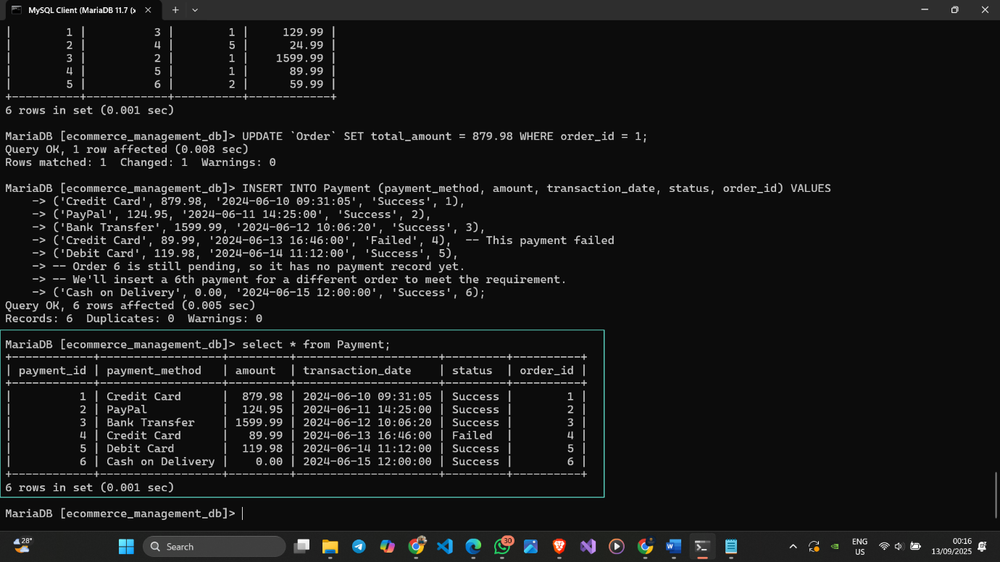 MySQL Client (MariaDB 11.7 (x
|         1 |          3 |        1 |     129.99 |
|         2 |          4 |        5 |      24.99 |
|         3 |          2 |        1 |    1599.99 |
|         4 |          5 |        1 |      89.99 |
|         5 |          6 |        2 |      59.99 |
+----------+------------+----------+------------+
6 rows in set (0.001 sec)
MariaDB [ecommerce_management_db]> UPDATE `Order` SET total_amount = 879.98 WHERE order_id = 1;
Query OK, 1 row affected (0.008 sec)
Rows matched: 1  Changed: 1  Warnings: 0
MariaDB [ecommerce_management_db]> INSERT INTO Payment (payment_method, amount, transaction_date, status, order_id) VALUES
    -> ('Credit Card', 879.98, '2024-06-10 09:31:05', 'Success', 1),
    -> ('PayPal', 124.95, '2024-06-11 14:25:00', 'Success', 2),
    -> ('Bank Transfer', 1599.99, '2024-06-12 10:06:20', 'Success', 3),
    -> ('Credit Card', 89.99, '2024-06-13 16:46:00', 'Failed', 4),  -- This payment failed
    -> ('Debit Card', 119.98, '2024-06-14 11:12:00', 'Success', 5),
    -> -- Order 6 is still pending, so it has no payment record yet.
    -> -- We'll insert a 6th payment for a different order to meet the requirement.
    -> ('Cash on Delivery', 0.00, '2024-06-15 12:00:00', 'Success', 6);
Query OK, 6 rows affected (0.005 sec)
Records: 6  Duplicates: 0  Warnings: 0
MariaDB [ecommerce_management_db]> select * from Payment;
+------------+------------------+---------+---------------------+---------+----------+
| payment_id | payment_method   | amount  | transaction_date    | status  | order_id |
+------------+------------------+---------+---------------------+---------+----------+
|          1 | Credit Card      |  879.98 | 2024-06-10 09:31:05 | Success |        1 |
|          2 | PayPal           |  124.95 | 2024-06-11 14:25:00 | Success |        2 |
|          3 | Bank Transfer    | 1599.99 | 2024-06-12 10:06:20 | Success |        3 |
|          4 | Credit Card      |   89.99 | 2024-06-13 16:46:00 | Failed  |        4 |
|          5 | Debit Card       |  119.98 | 2024-06-14 11:12:00 | Success |        5 |
|          6 | Cash on Delivery |    0.00 | 2024-06-15 12:00:00 | Success |        6 |
+------------+------------------+---------+---------------------+---------+----------+
6 rows in set (0.001 sec)
MariaDB [ecommerce_management_db]>
28°
Search
30
ENG
US
00:16
13/09/2025